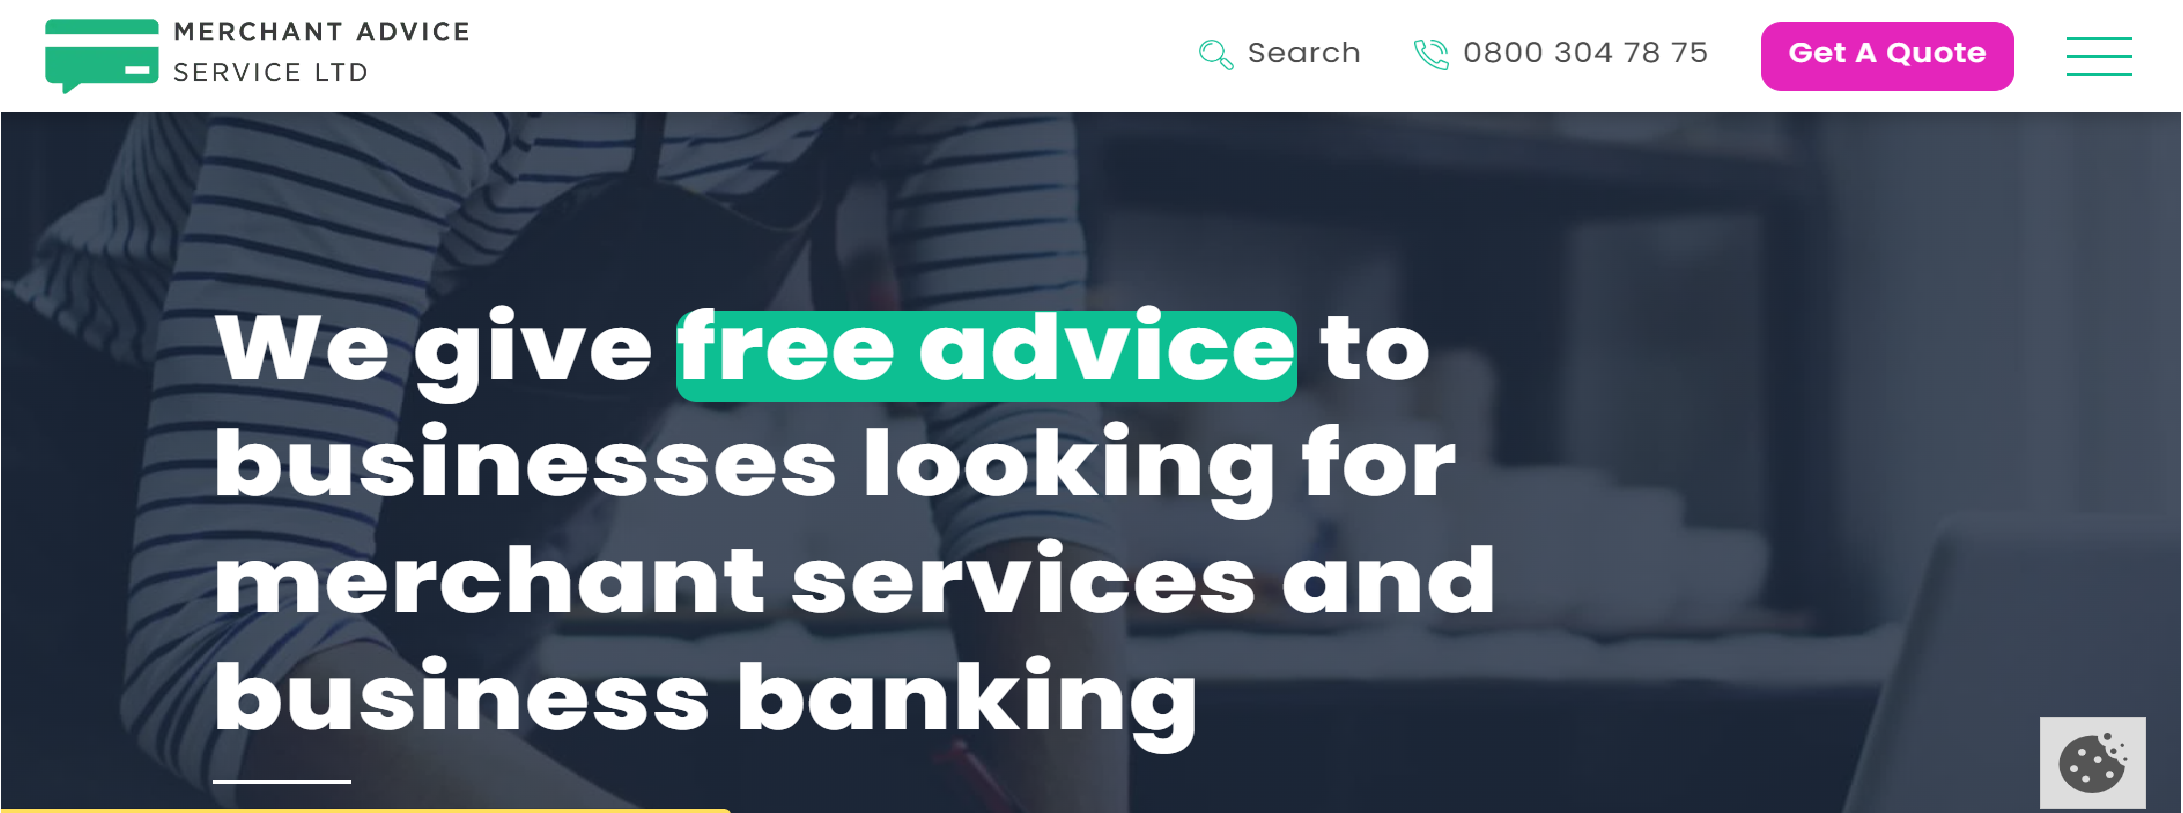 MERCHANT ADVICE
SERVICE LTD
Search
0800 304 78 75
Get A Quote
We give free advice to
businesses looking for
merchant services and
business banking